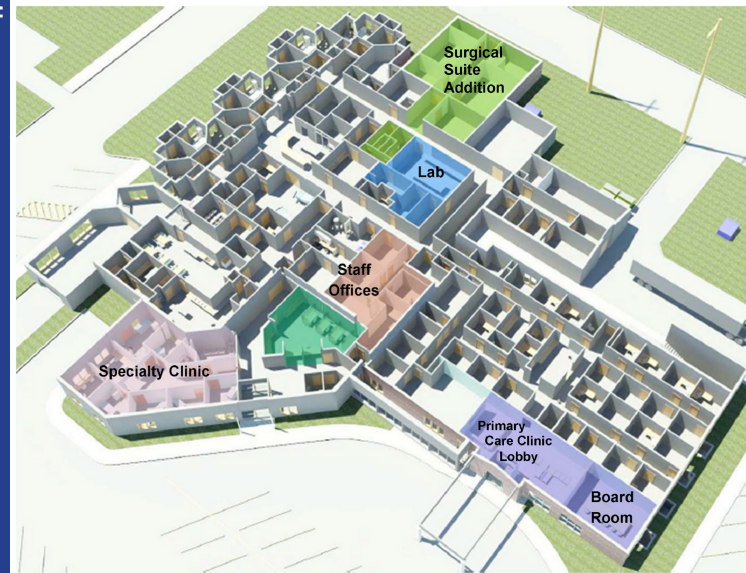 Surgical
Suite
Addition
Lab
Staff
Offices
Specialty Clinic
Primary
Care Clinic
Lobby
Board
Room